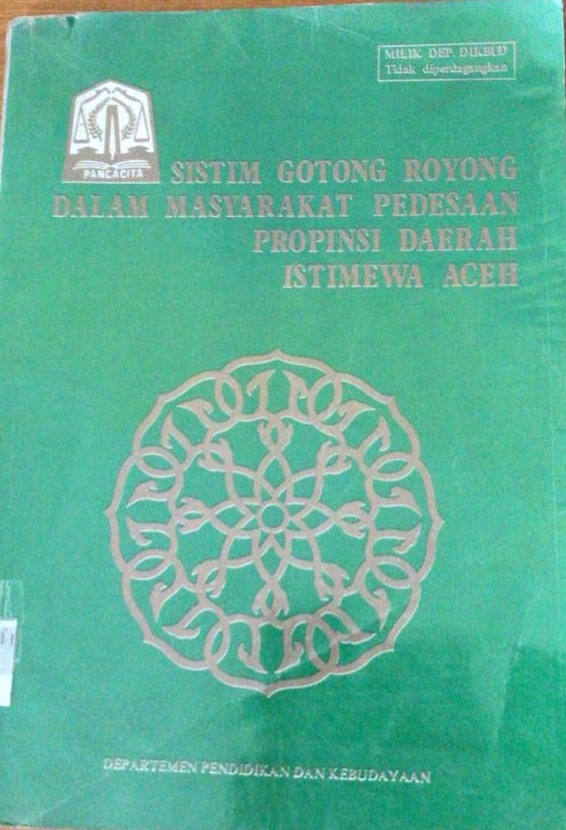 MILIK DEP. DIKBUD
Tidak diperdagangkan
PANCACITA
SISTIM GOTONG ROYONG
DALAM MASYARAKAT PEDESAAN
PROPINSI DAERAH
ISTIMEWA ACEH
DEPARTEMEN PENDIDIKAN DAN KEBUDAYAAN